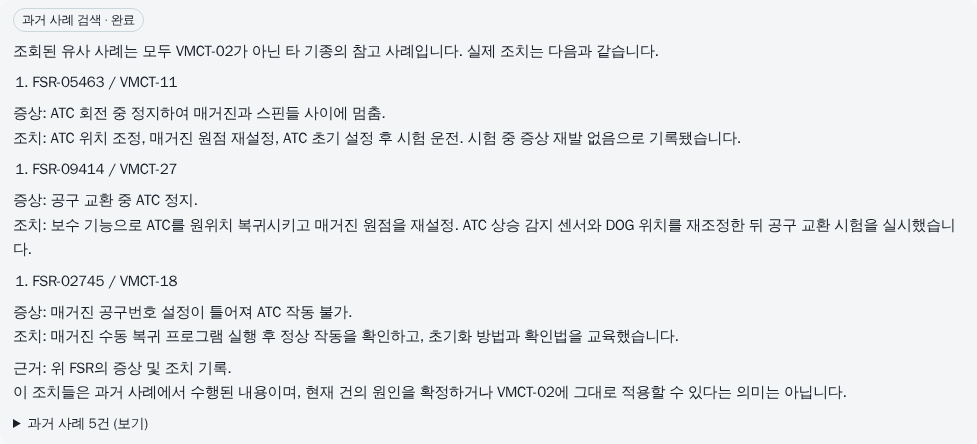 과거 사례 검색 · 완료
조회된 유사 사례는 모두 VMCT-02가 아닌 타 기종의 참고 사례입니다. 실제 조치는 다음과 같습니다.
1. FSR-05463 / VMCT-11
증상: ATC 회전 중 정지하여 매거진과 스핀들 사이에 멈춤.
조치: ATC 위치 조정, 매거진 원점 재설정, ATC 초기 설정 후 시험 운전. 시험 중 증상 재발 없음으로 기록됐습니다.
1. FSR-09414 / VMCT-27
증상: 공구 교환 중 ATC 정지.
조치: 보수 기능으로 ATC를 원위치 복귀시키고 매거진 원점을 재설정. ATC 상승 감지 센서와 DOG 위치를 재조정한 뒤 공구 교환 시험을 실시했습니
다.
1. FSR-02745 / VMCT-18
증상: 매거진 공구번호 설정이 틀어져 ATC 작동 불가.
조치: 매거진 수동 복귀 프로그램 실행 후 정상 작동을 확인하고, 초기화 방법과 확인법을 교육했습니다.
근거: 위 FSR의 증상 및 조치 기록.
이 조치들은 과거 사례에서 수행된 내용이며, 현재 건의 원인을 확정하거나 VMCT-02에 그대로 적용할 수 있다는 의미는 아닙니다.
▶ 과거 사례 5건 (보기)